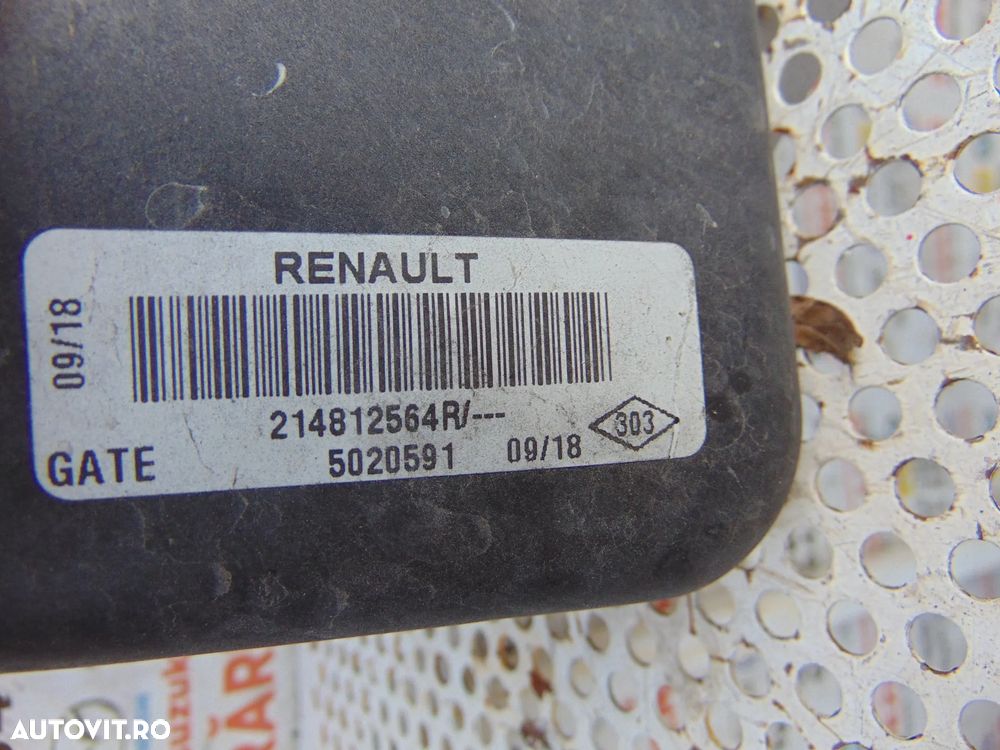 RENAULT
09/18
214812564R/---
303
GATE
5020591 09/18
AUTOVIT.RO